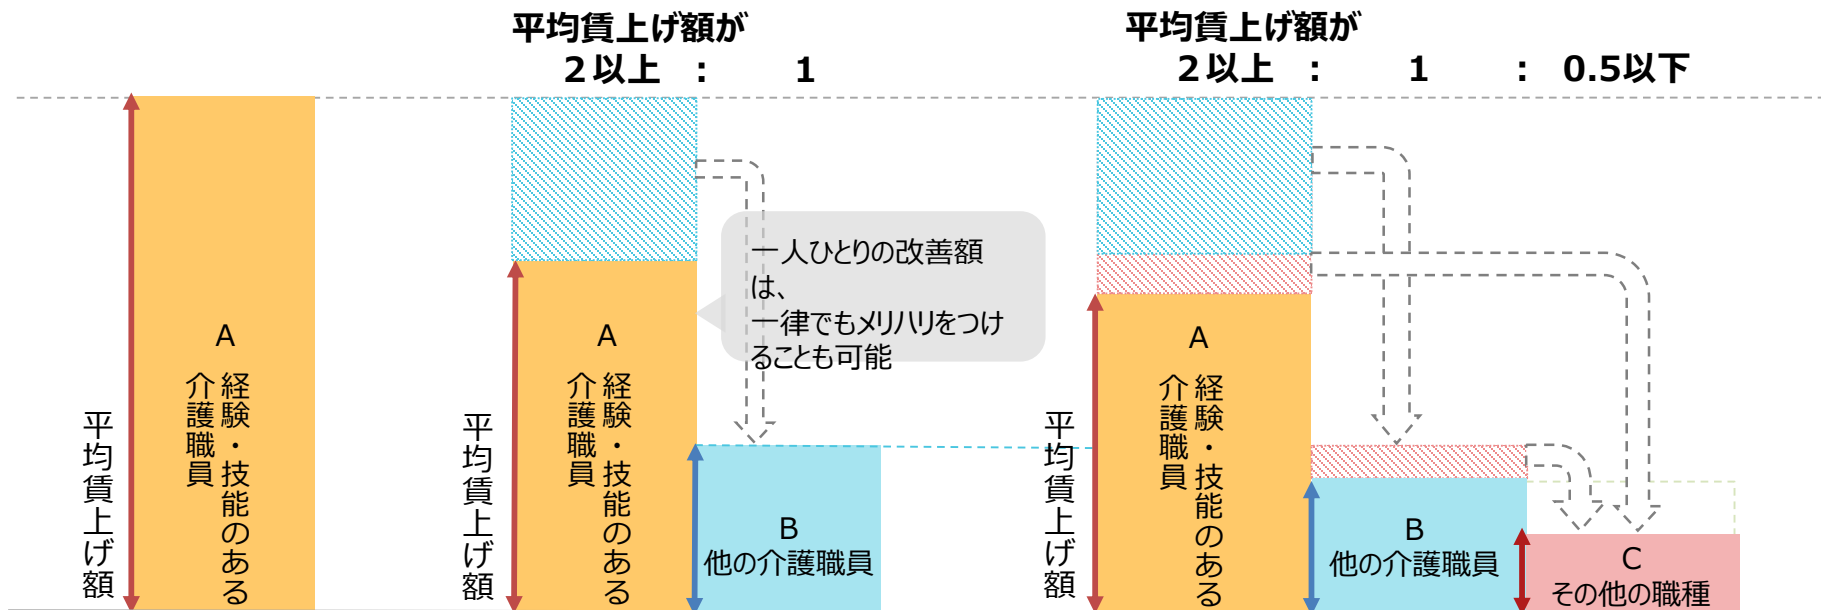 平均賃上げ額が
２以上 : 1
平均賃上げ額が
２以上 : 1 : 0.5以下
平均賃上げ額
A
経験・技能のある
介護職員
平均賃上げ額
A
経験・技能のある
介護職員
一人ひとりの改善額
は、
一律でもメリハリをつけ
ることも可能
B
他の介護職員
平均賃上げ額
A
経験・技能のある
介護職員
B
他の介護職員
C
その他の職種